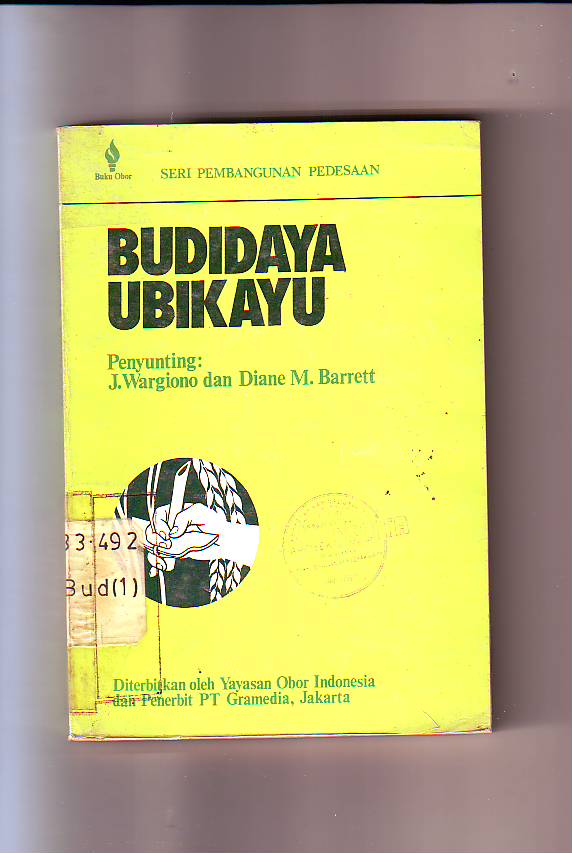 Buku Obor
SERI PEMBANGUNAN PEDESAAN
BUDIDAYA
UBIKAYU
Penyunting:
J.Wargiono dan Diane M. Barrett
33·492
Bud(1)
Diterbitkan oleh Yayasan Obor Indonesia
dan Penerbit PT Gramedia, Jakarta